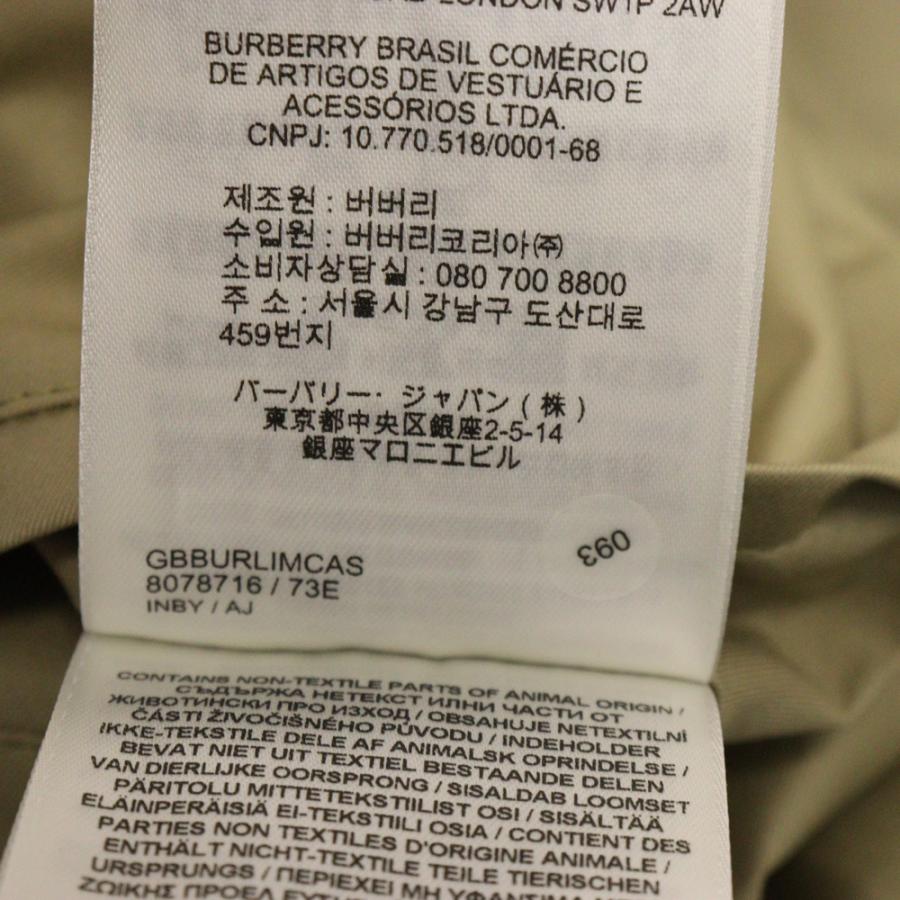 LONDON SW1P 2AW
BURBERRY BRASIL COMÉRCIO
DE ARTIGOS DE VESTUÁRIO E
ACESSÓRIOS LTDA.
CNPJ: 10.770.518/0001-68
제조원 : 버버리
수입원 : 버버리코리아㈜
소비자상담실 : 080 700 8800
주 소 : 서울시 강남구 도산대로
459번지
バーバリー・ジャパン ( 株 )
東京都中央区銀座2-5-14
銀座マロニエビル
093
GBBURLIMCAS
8078716 / 73E
INBY / AJ
CONTAINS NON-TEXTILE PARTS OF ANIMAL ORIGIN /
СЪДЪРЖА НЕТЕКСТ ИЛНИ ЧАСТИ ОТ
ЖИВОТИНСКИ ПРО ИЗХОД / OBSAHUJE NETEXTILNÍ
ČÁSTI ŽIVOČIŠNÉHO PŮVODU / INDEHOLDER
IKKE-TEKSTILE DELE AF ANIMALSK OPRINDELSE /
BEVAT NIET UIT TEXTIEL BESTAANDE DELEN
VAN DIERLIJKE OORSPRONG / SISALDAB LOOMSET
PÄRITOLU MITTETEKSTIILIST OSI / SISÄLTÄÄ
ELÄINPERÄISIÄ EI-TEKSTIILI OSIA / CONTIENT DES
PARTIES NON TEXTILES D'ORIGINE ANIMALE /
ENTHÄLT NICHT-TEXTILE TEILE TIERISCHEN
URSPRUNGS / ΠΕΡΙΕΧΕΙ ΜΗ ΥΦΑΝΣΙΜΑ
ΖΩΙΚΗΣ ΠΡΟΕΛ ΕΥΣΗΣ